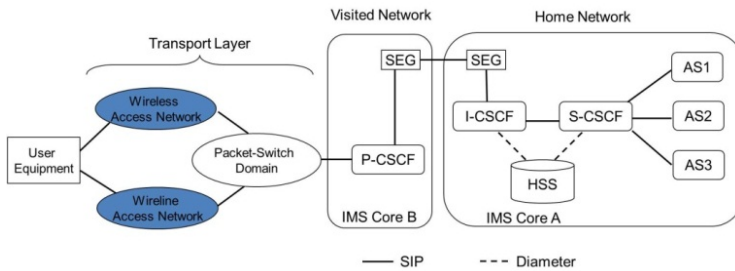 Visited Network
Home Network
Transport Layer
SEG
SEG
AS1
Wireless
Access Network
I-CSCF
S-CSCF
AS2
User
Equipment
Packet-Switch
Domain
P-CSCF
AS3
HSS
Wireline
Access Network
IMS Core B
IMS Core A
SIP
Diameter